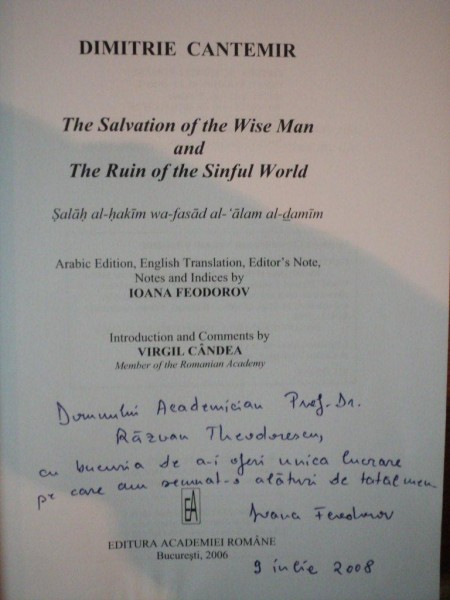 DIMITRIE CANTEMIR
The Salvation of the Wise Man
and
The Ruin of the Sinful World
Ṣalāḥ al-ḥakīm wa-fasād al-ʻālam al-ḏamīm
Arabic Edition, English Translation, Editor's Note,
Notes and Indices by
IOANA FEODOROV
Introduction and Comments by
VIRGIL CÂNDEA
Member of the Romanian Academy
Domnului Academician Prof. Dr.
Răzvan Theodorescu,
cu bucuria de a-i oferi unica lucrare
pe care am semnat-o alături de tatăl meu
Ioana Feodorov
EA
EDITURA ACADEMIEI ROMÂNE
Bucureşti, 2006
9 iulie 2008